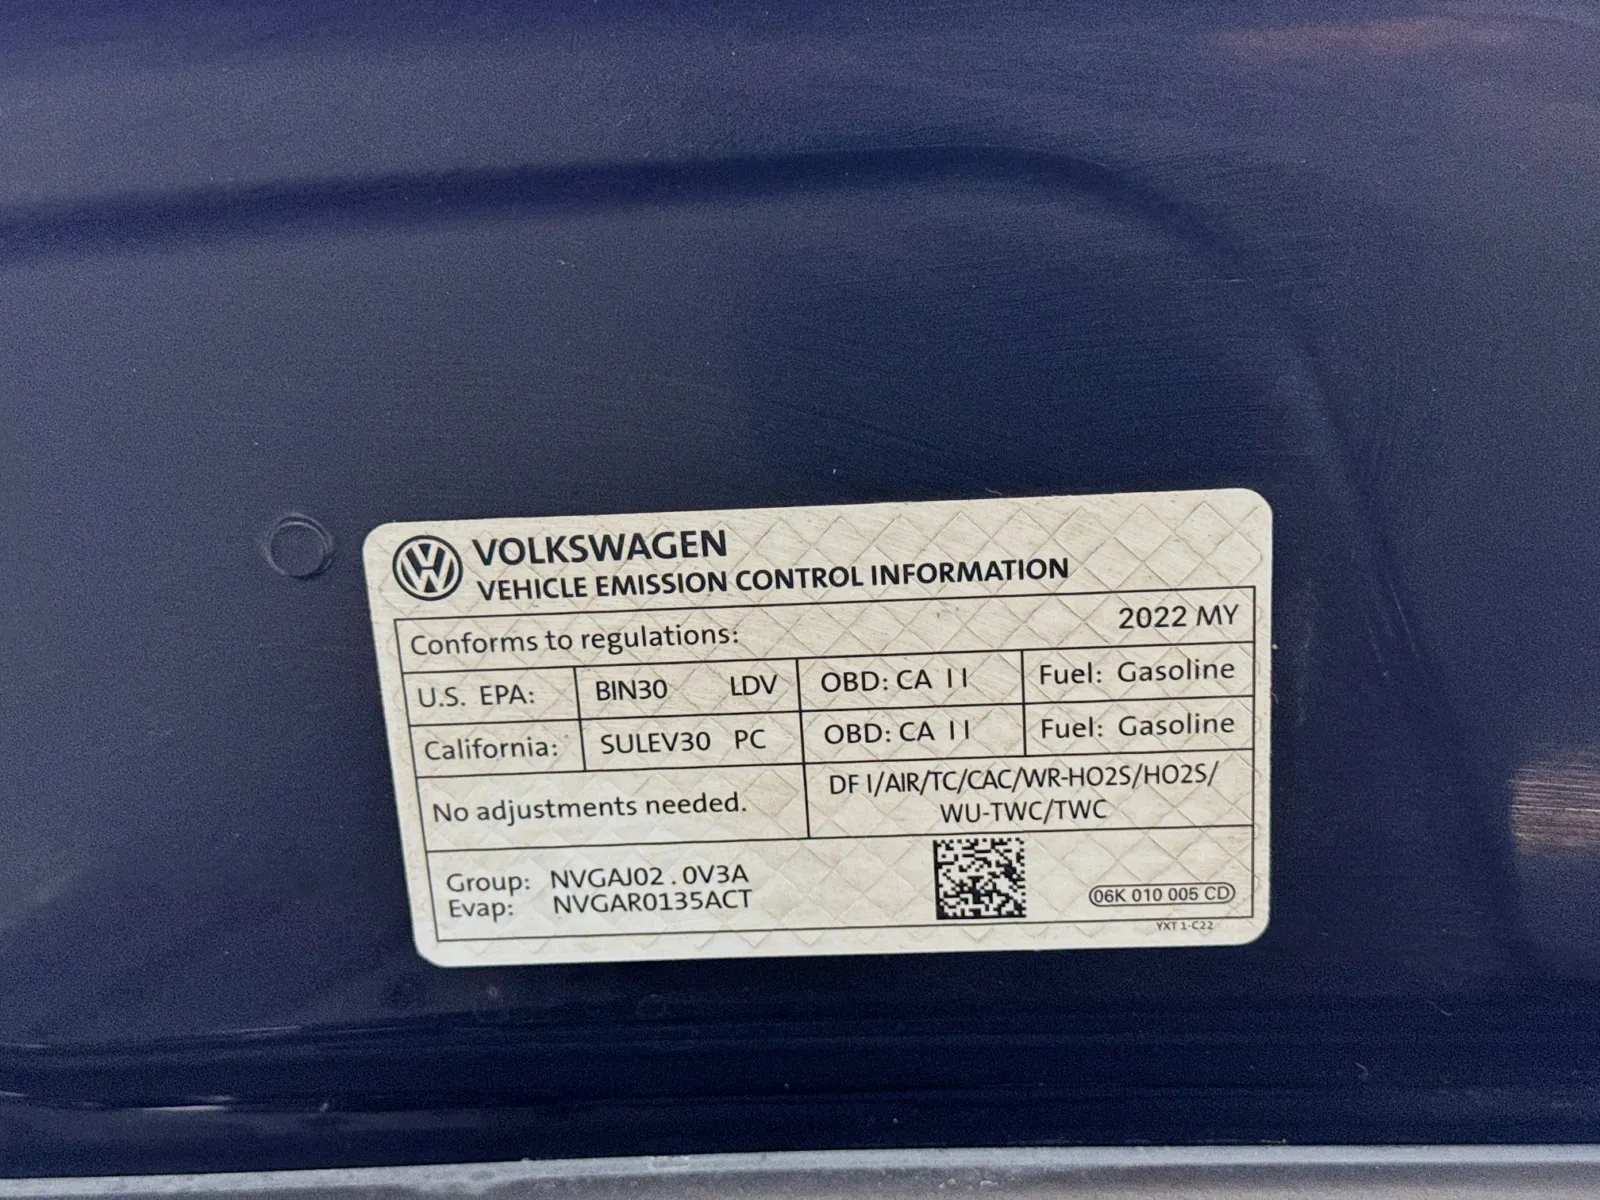 VOLKSWAGEN
VEHICLE EMISSION CONTROL INFORMATION
Conforms to regulations: 2022 MY
U.S. EPA: BIN30 LDV OBD: CA II Fuel: Gasoline
California: SULEV30 PC OBD: CA II Fuel: Gasoline
No adjustments needed. DFI/AIR/TC/CAC/WR-HO2S/HO2S/
WU-TWC/TWC
Group: NVGAJ02.0V3A
Evap: NVGAR0135ACT
06K 010 005 CD
YXT 1-C22